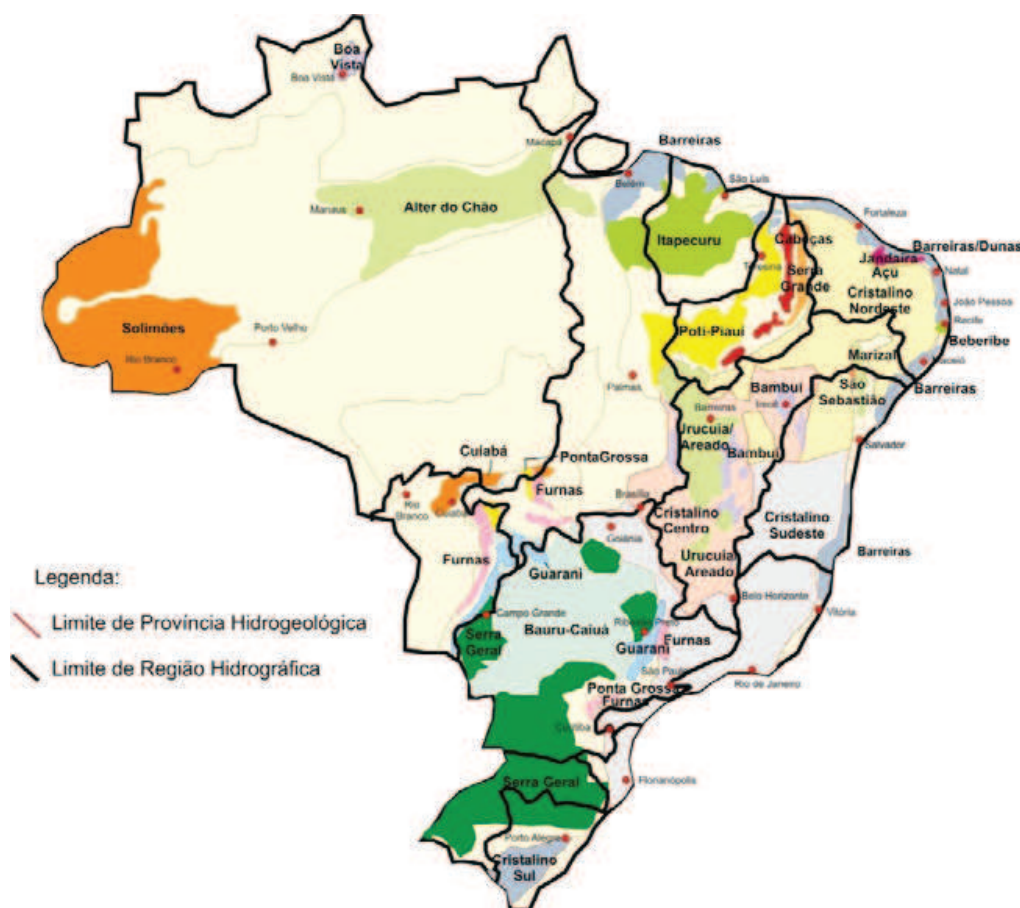 Boa
Vista
Boa Vista
Macapá
Barreiras
Belém
São Luís
Manaus
Alter do Chão
Fortaleza
Itapecuru
Cabeças
Teresina
Serra
Grande
Barreiras/Dunas
Jandaíra
Açu
Natal
Cristalino
Nordeste
João Pessoa
Recife
Beberibe
Solimões
Porto Velho
Rio Branco
Poti-Piauí
Marizal
Maceió
Palmas
Bambuí
São
Sebastião
Barreiras
Irecê
Barreiras
Urucuia/
Areado
Bambuí
Salvador
Cuiabá
PontaGrossa
Furnas
Rio
Branco
Cuiabá
Brasília
Cristalino
Centro
Cristalino
Sudeste
Goiânia
Furnas
Guarani
Urucuia
Areado
Barreiras
Legenda:
Limite de Província Hidrogeológica
Limite de Região Hidrográfica
Belo Horizonte
Vitória
Campo Grande
Serra
Geral
Bauru-Caiuá
Ribeirão Preto
Guarani
Furnas
São Paulo
Rio de Janeiro
Ponta Grossa
Furnas
Curitiba
Serra Geral
Florianópolis
Porto Alegre
Cristalino
Sul